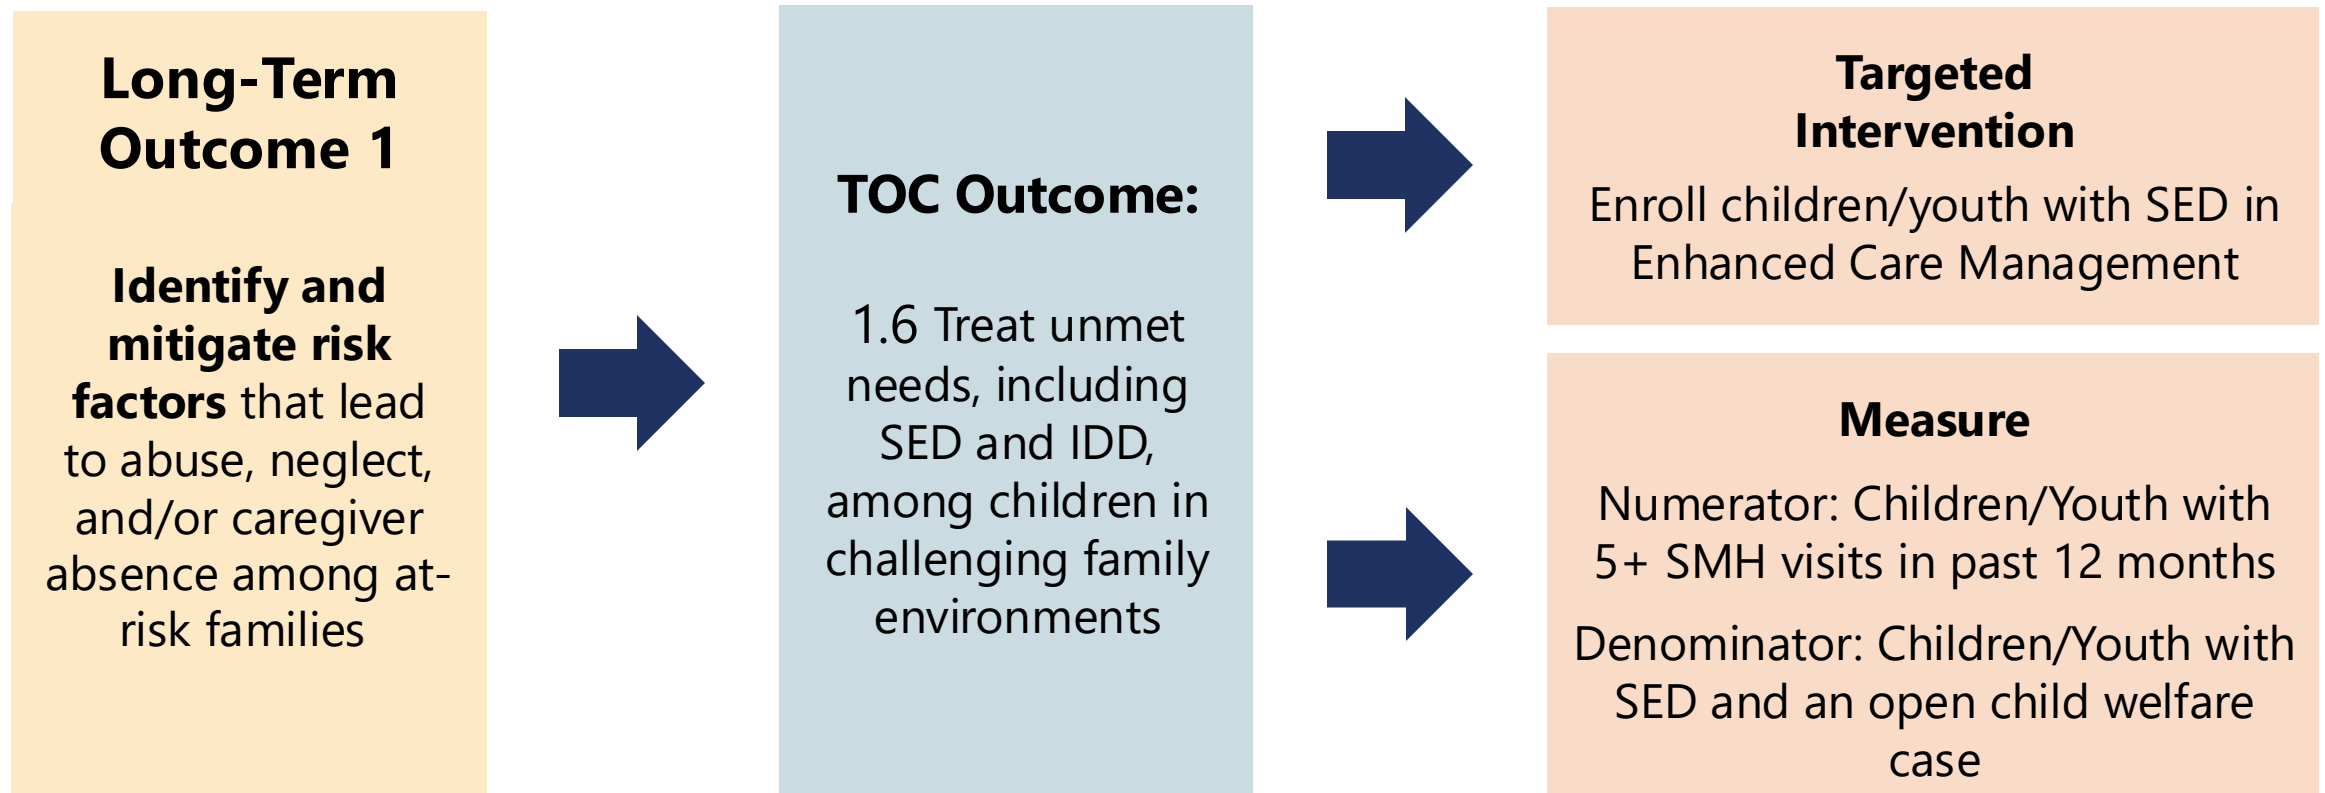 Long-Term
Outcome 1
Identify and
mitigate risk
factors that lead
to abuse, neglect,
and/or caregiver
absence among at-
risk families
TOC Outcome:
1.6 Treat unmet
needs, including
SED and IDD,
among children in
challenging family
environments
Targeted
Intervention
Enroll children/youth with SED in
Enhanced Care Management
Measure
Numerator: Children/Youth with
5+ SMH visits in past 12 months
Denominator: Children/Youth with
SED and an open child welfare
case